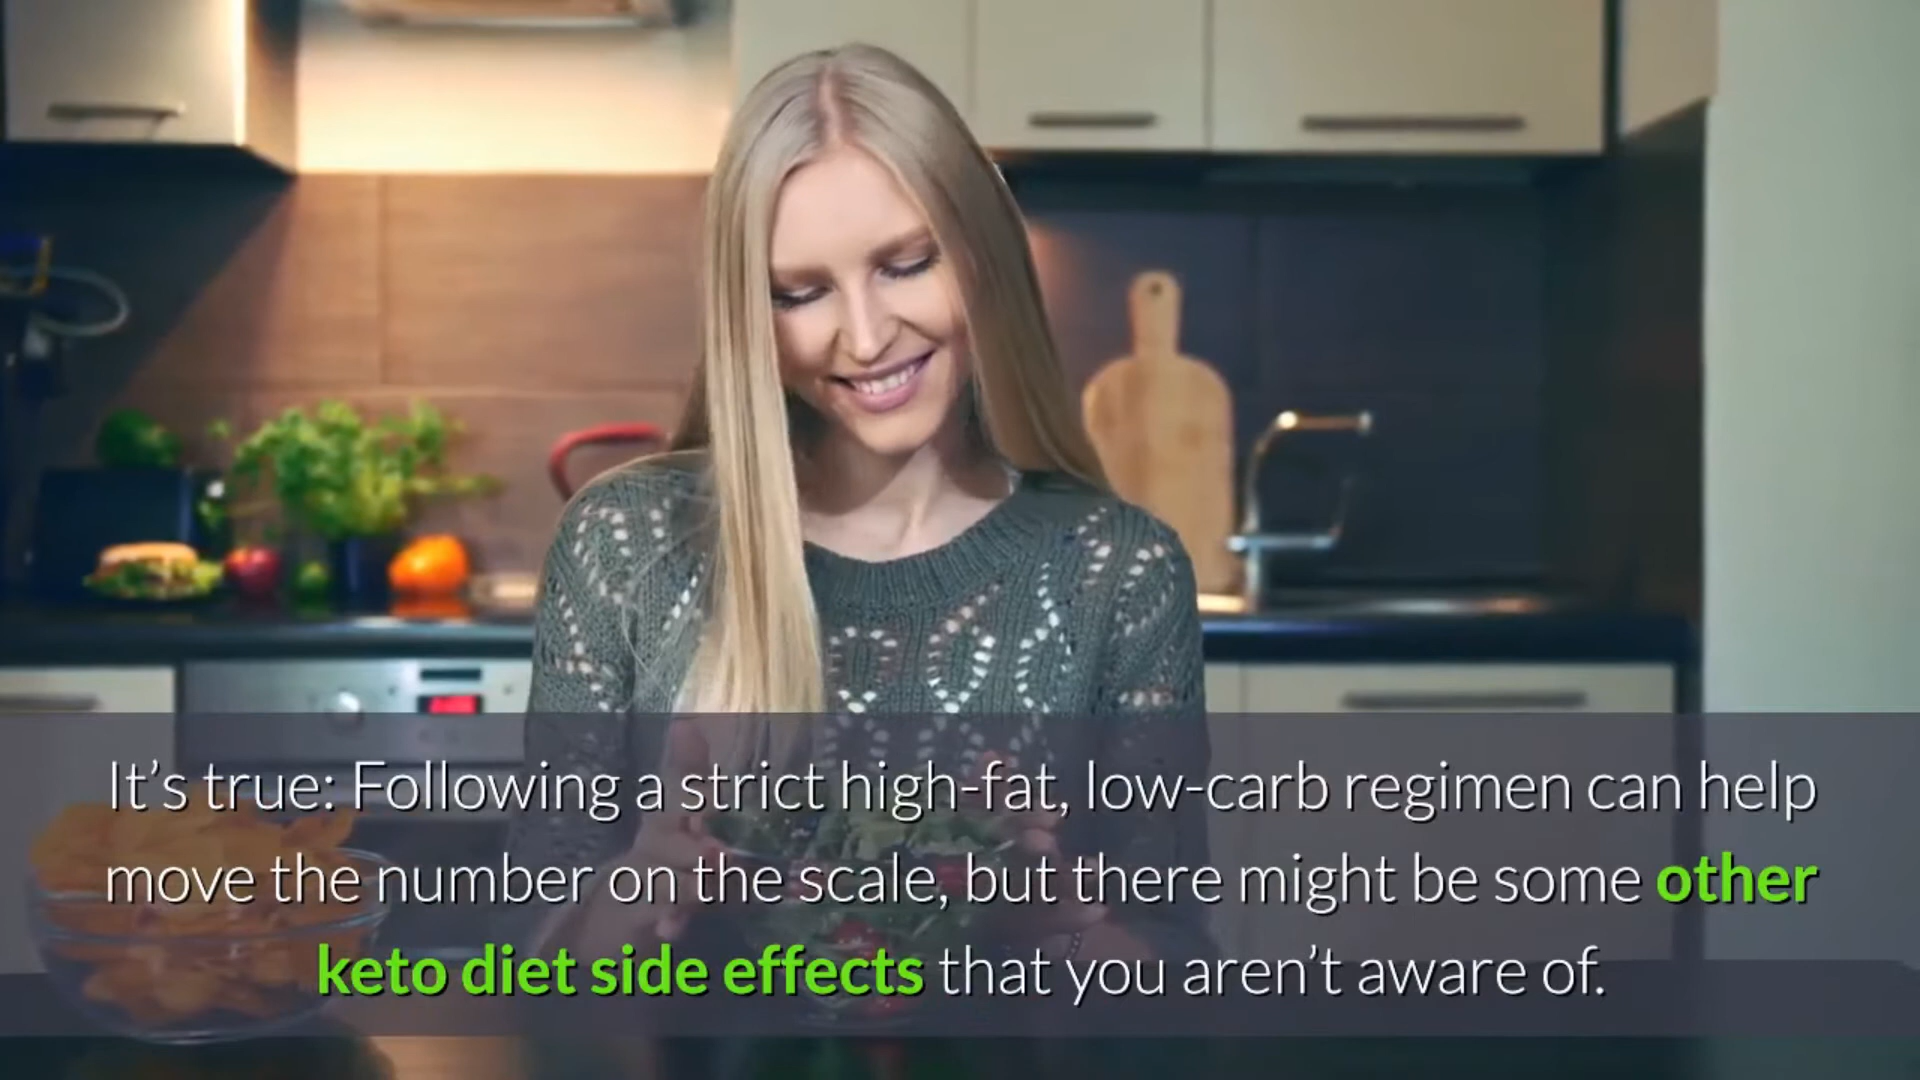 It’s true: Following a strict high-fat, low-carb regimen can help
move the number on the scale, but there might be some other
keto diet side effects that you aren’t aware of.